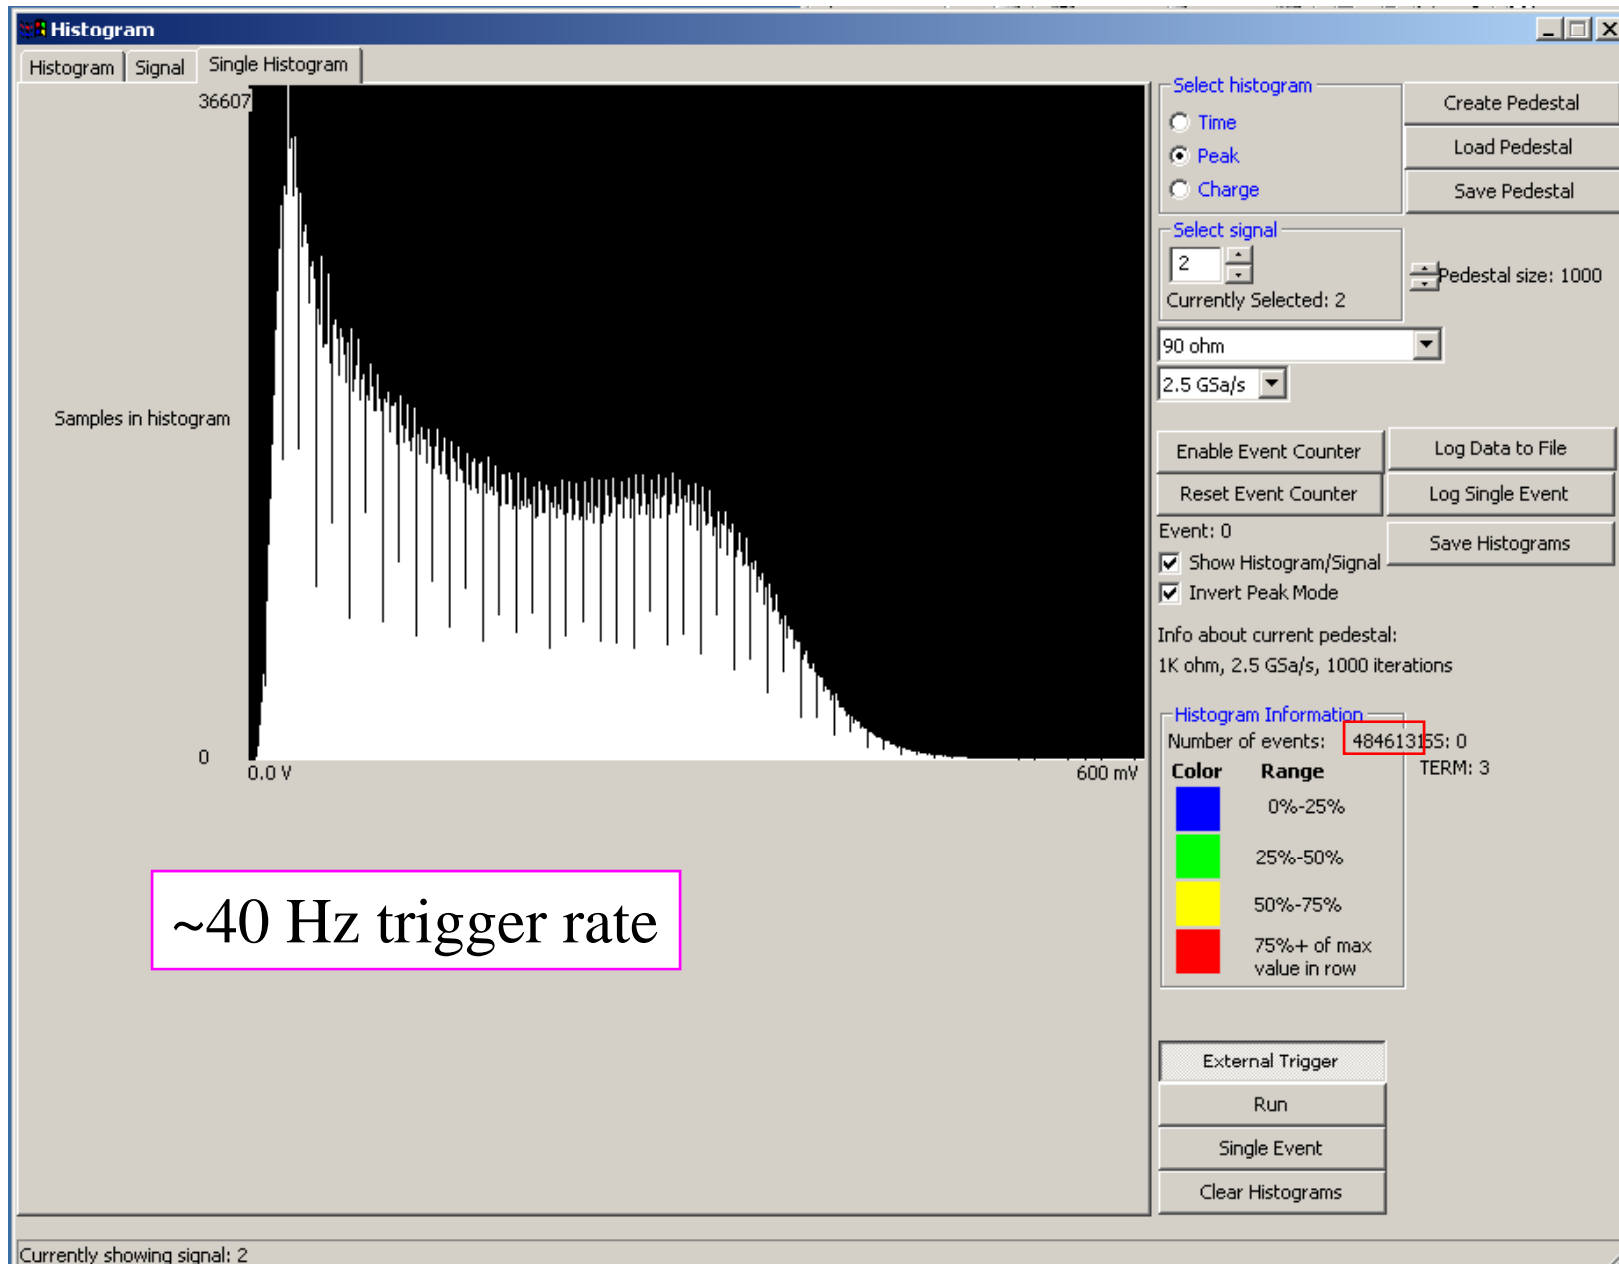 Histogram
Histogram Signal Single Histogram
36607
Samples in histogram
0
0.0 V 600 mV
~40 Hz trigger rate
Select histogram
Time
Peak
Charge
Create Pedestal
Load Pedestal
Save Pedestal
Select signal
2
Currently Selected: 2
Pedestal size: 1000
90 ohm
2.5 GSa/s
Enable Event Counter Log Data to File
Reset Event Counter Log Single Event
Event: 0
Save Histograms
Show Histogram/Signal
Invert Peak Mode
Info about current pedestal:
1K ohm, 2.5 GSa/s, 1000 iterations
Histogram Information
Number of events: 4846131 5S: 0
TERM: 3
Color Range
0%-25%
25%-50%
50%-75%
75%+ of max
value in row
External Trigger
Run
Single Event
Clear Histograms
Currently showing signal: 2